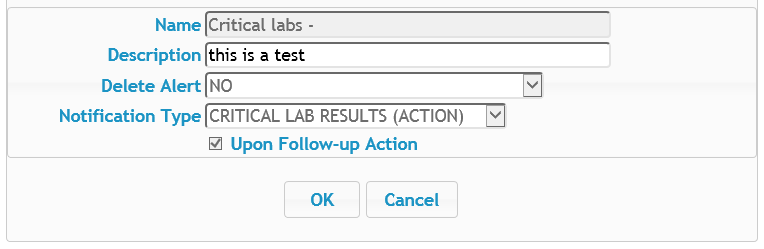 Name Critical labs -
Description this is a test
Delete Alert NO
Notification Type CRITICAL LAB RESULTS (ACTION)
Upon Follow-up Action
OK Cancel